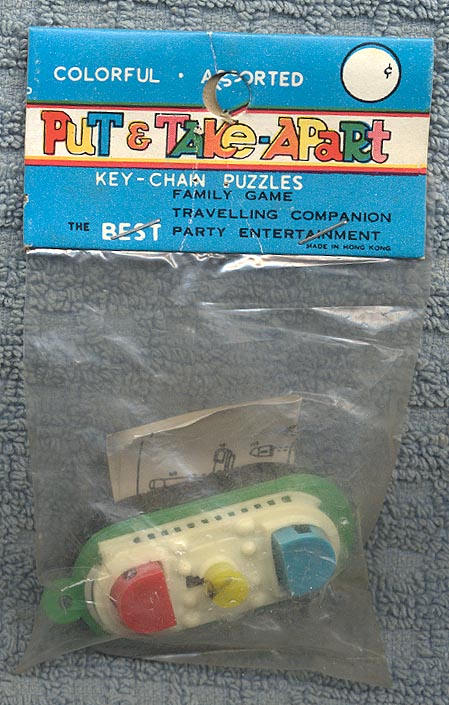 COLORFUL · ASSORTED
¢
PUT & TAKE-APART
KEY-CHAIN PUZZLES
FAMILY GAME
TRAVELLING COMPANION
THE BEST PARTY ENTERTAINMENT
MADE IN HONG KONG